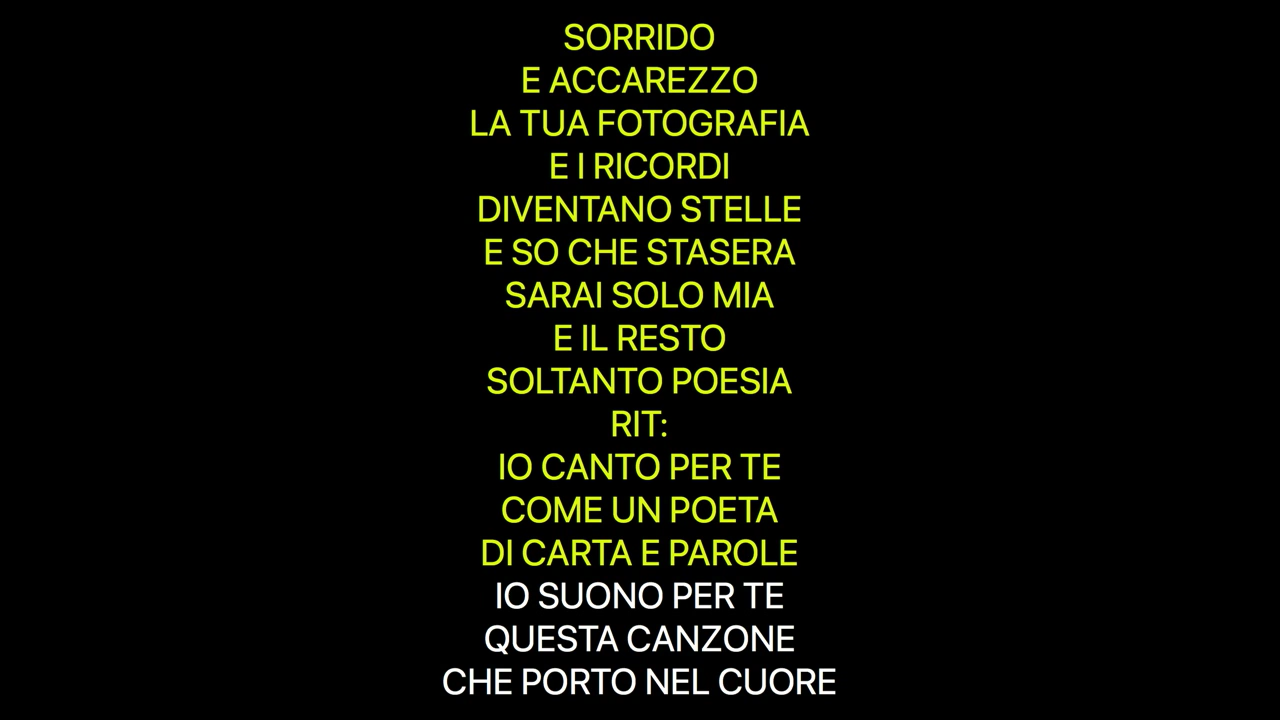 SORRIDO
E ACCAREZZO
LA TUA FOTOGRAFIA
E I RICORDI
DIVENTANO STELLE
E SO CHE STASERA
SARAI SOLO MIA
E IL RESTO
SOLTANTO POESIA
RIT:
IO CANTO PER TE
COME UN POETA
DI CARTA E PAROLE
IO SUONO PER TE
QUESTA CANZONE
CHE PORTO NEL CUORE